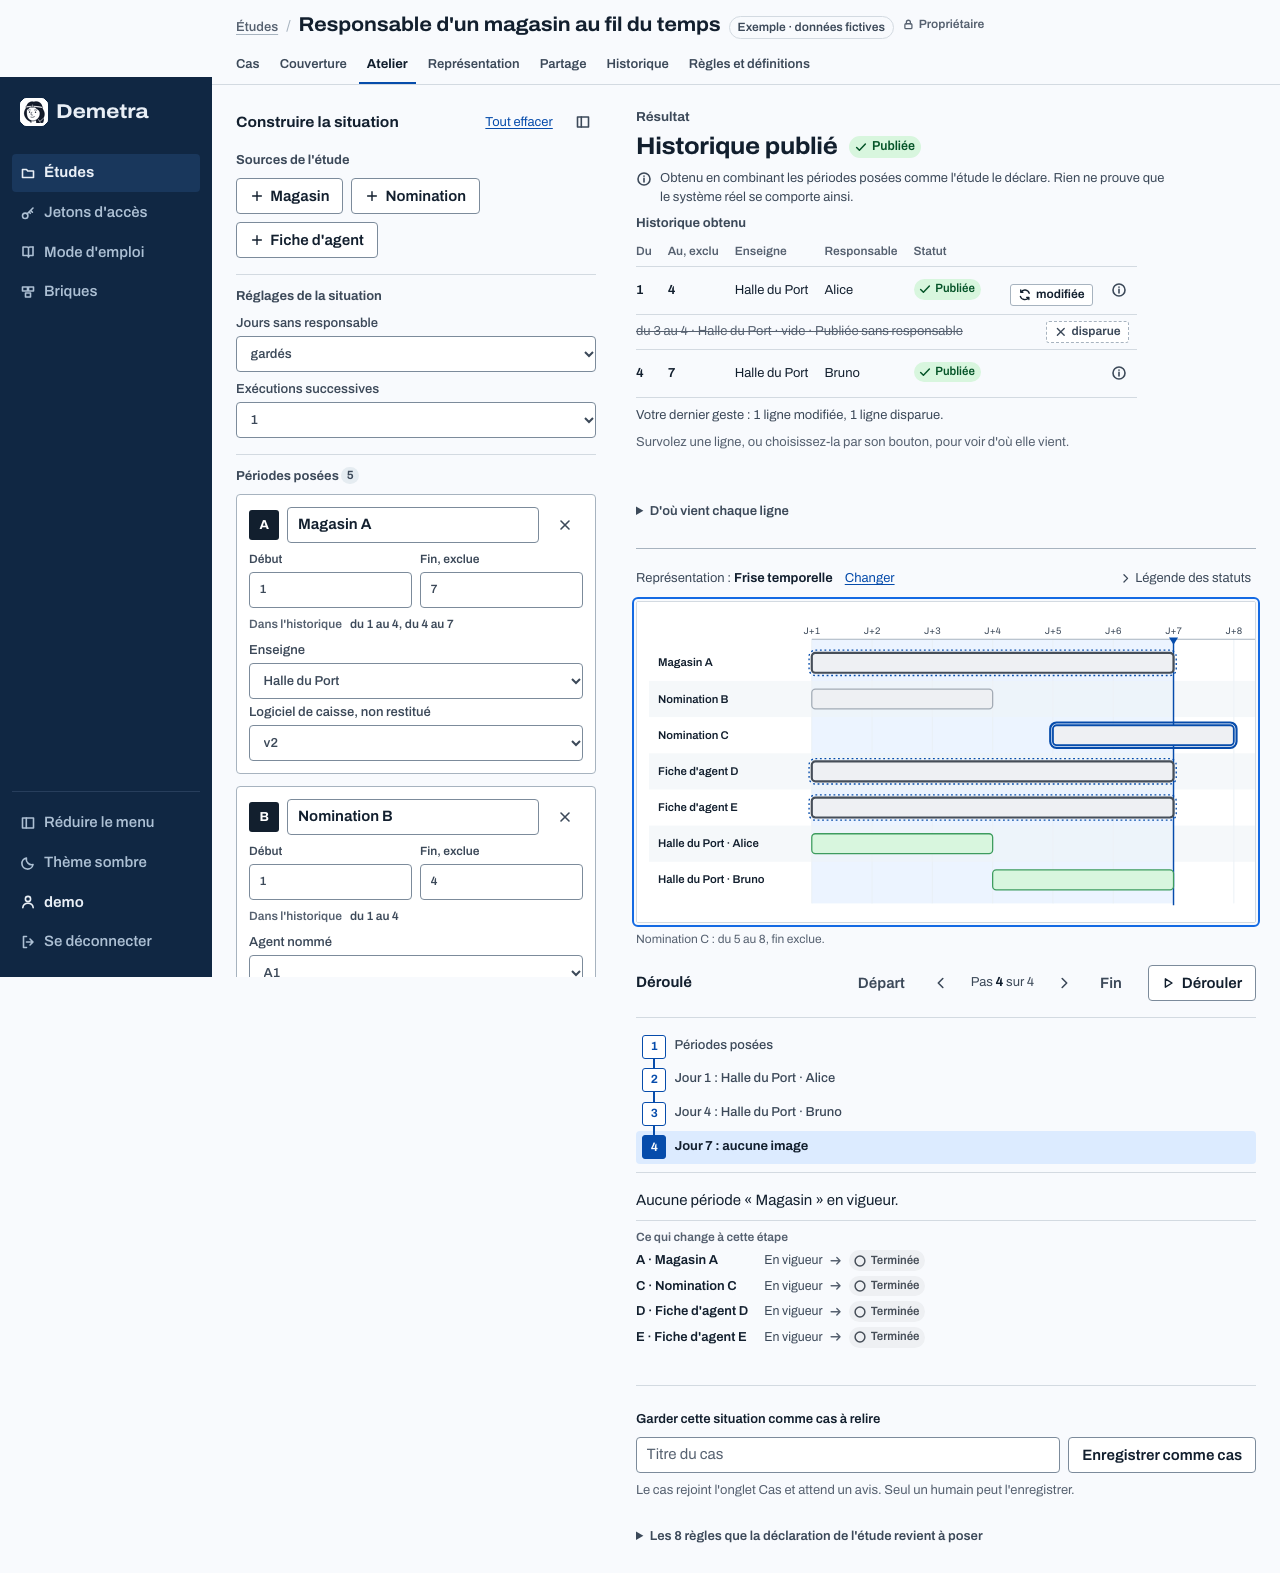 Études / Responsable d'un magasin au fil du temps Exemple · données fictives Propriétaire
Cas Couverture Atelier Représentation Partage Historique Règles et définitions
Demetra
Études
Jetons d'accès
Mode d'emploi
Briques
Réduire le menu
Thème sombre
demo
Se déconnecter
Construire la situation Tout effacer
Sources de l'étude
Magasin Nomination
Fiche d'agent
Réglages de la situation
Jours sans responsable
gardés
Exécutions successives
1
Périodes posées 5
A Magasin A
Début Fin, exclue
1 7
Dans l'historique du 1 au 4, du 4 au 7
Enseigne
Halle du Port
Logiciel de caisse, non restitué
v2
B Nomination B
Début Fin, exclue
1 4
Dans l'historique du 1 au 4
Agent nommé
A1
Résultat
Historique publié Publiée
Obtenu en combinant les périodes posées comme l'étude le déclare. Rien ne prouve que
le système réel se comporte ainsi.
Historique obtenu
Du Au, exclu Enseigne Responsable Statut
1 4 Halle du Port Alice Publiée modifiée
du 3 au 4 · Halle du Port · vide · Publiée sans responsable disparue
4 7 Halle du Port Bruno Publiée
Votre dernier geste : 1 ligne modifiée, 1 ligne disparue.
Survolez une ligne, ou choisissez-la par son bouton, pour voir d'où elle vient.
D'où vient chaque ligne
Représentation : Frise temporelle Changer Légende des statuts
J+1 J+2 J+3 J+4 J+5 J+6 J+7 J+8
Magasin A
Nomination B
Nomination C
Fiche d'agent D
Fiche d'agent E
Halle du Port · Alice
Halle du Port · Bruno
Nomination C : du 5 au 8, fin exclue.
Déroulé Départ Pas 4 sur 4 Fin Dérouler
1 Périodes posées
2 Jour 1 : Halle du Port · Alice
3 Jour 4 : Halle du Port · Bruno
4 Jour 7 : aucune image
Aucune période « Magasin » en vigueur.
Ce qui change à cette étape
A · Magasin A En vigueur → Terminée
C · Nomination C En vigueur → Terminée
D · Fiche d'agent D En vigueur → Terminée
E · Fiche d'agent E En vigueur → Terminée
Garder cette situation comme cas à relire
Titre du cas Enregistrer comme cas
Le cas rejoint l'onglet Cas et attend un avis. Seul un humain peut l'enregistrer.
Les 8 règles que la déclaration de l'étude revient à poser